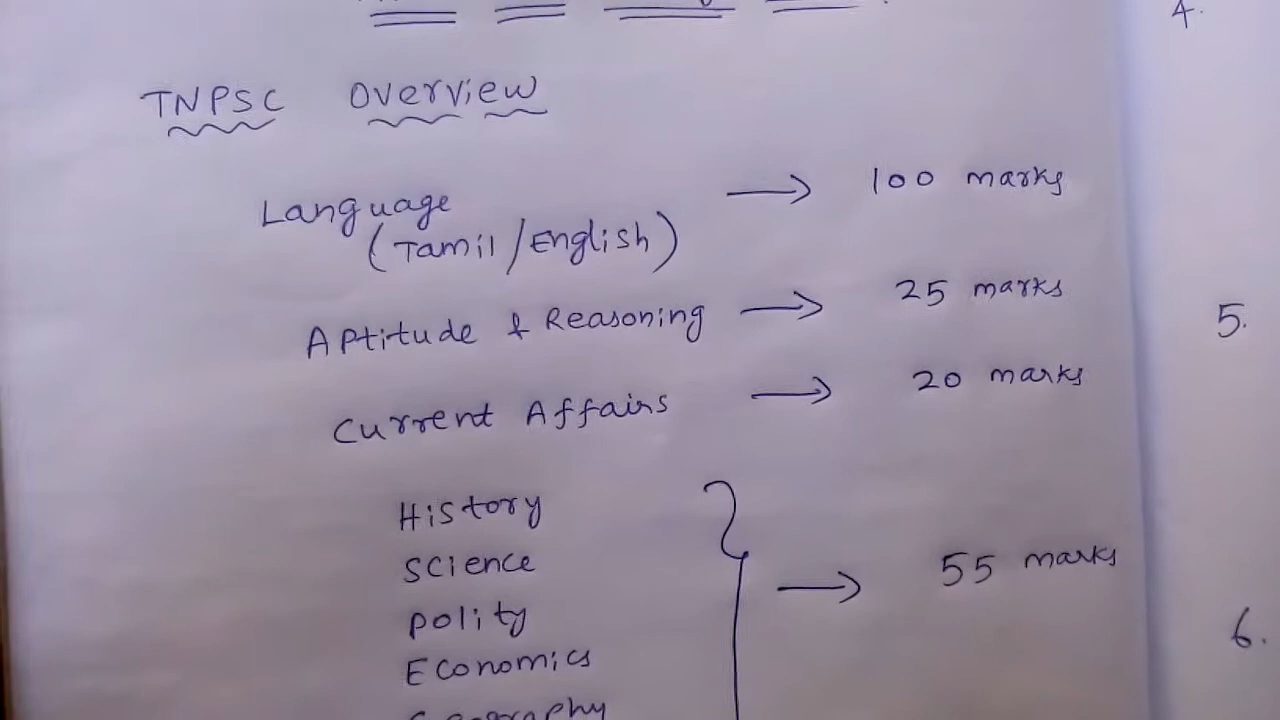 4.
TNPSC Overview
Language → 100 marks
(Tamil/English)
Aptitude & Reasoning → 25 marks
5.
Current Affairs → 20 marks
History
Science
Polity → 55 marks
Economics
6.
Geography